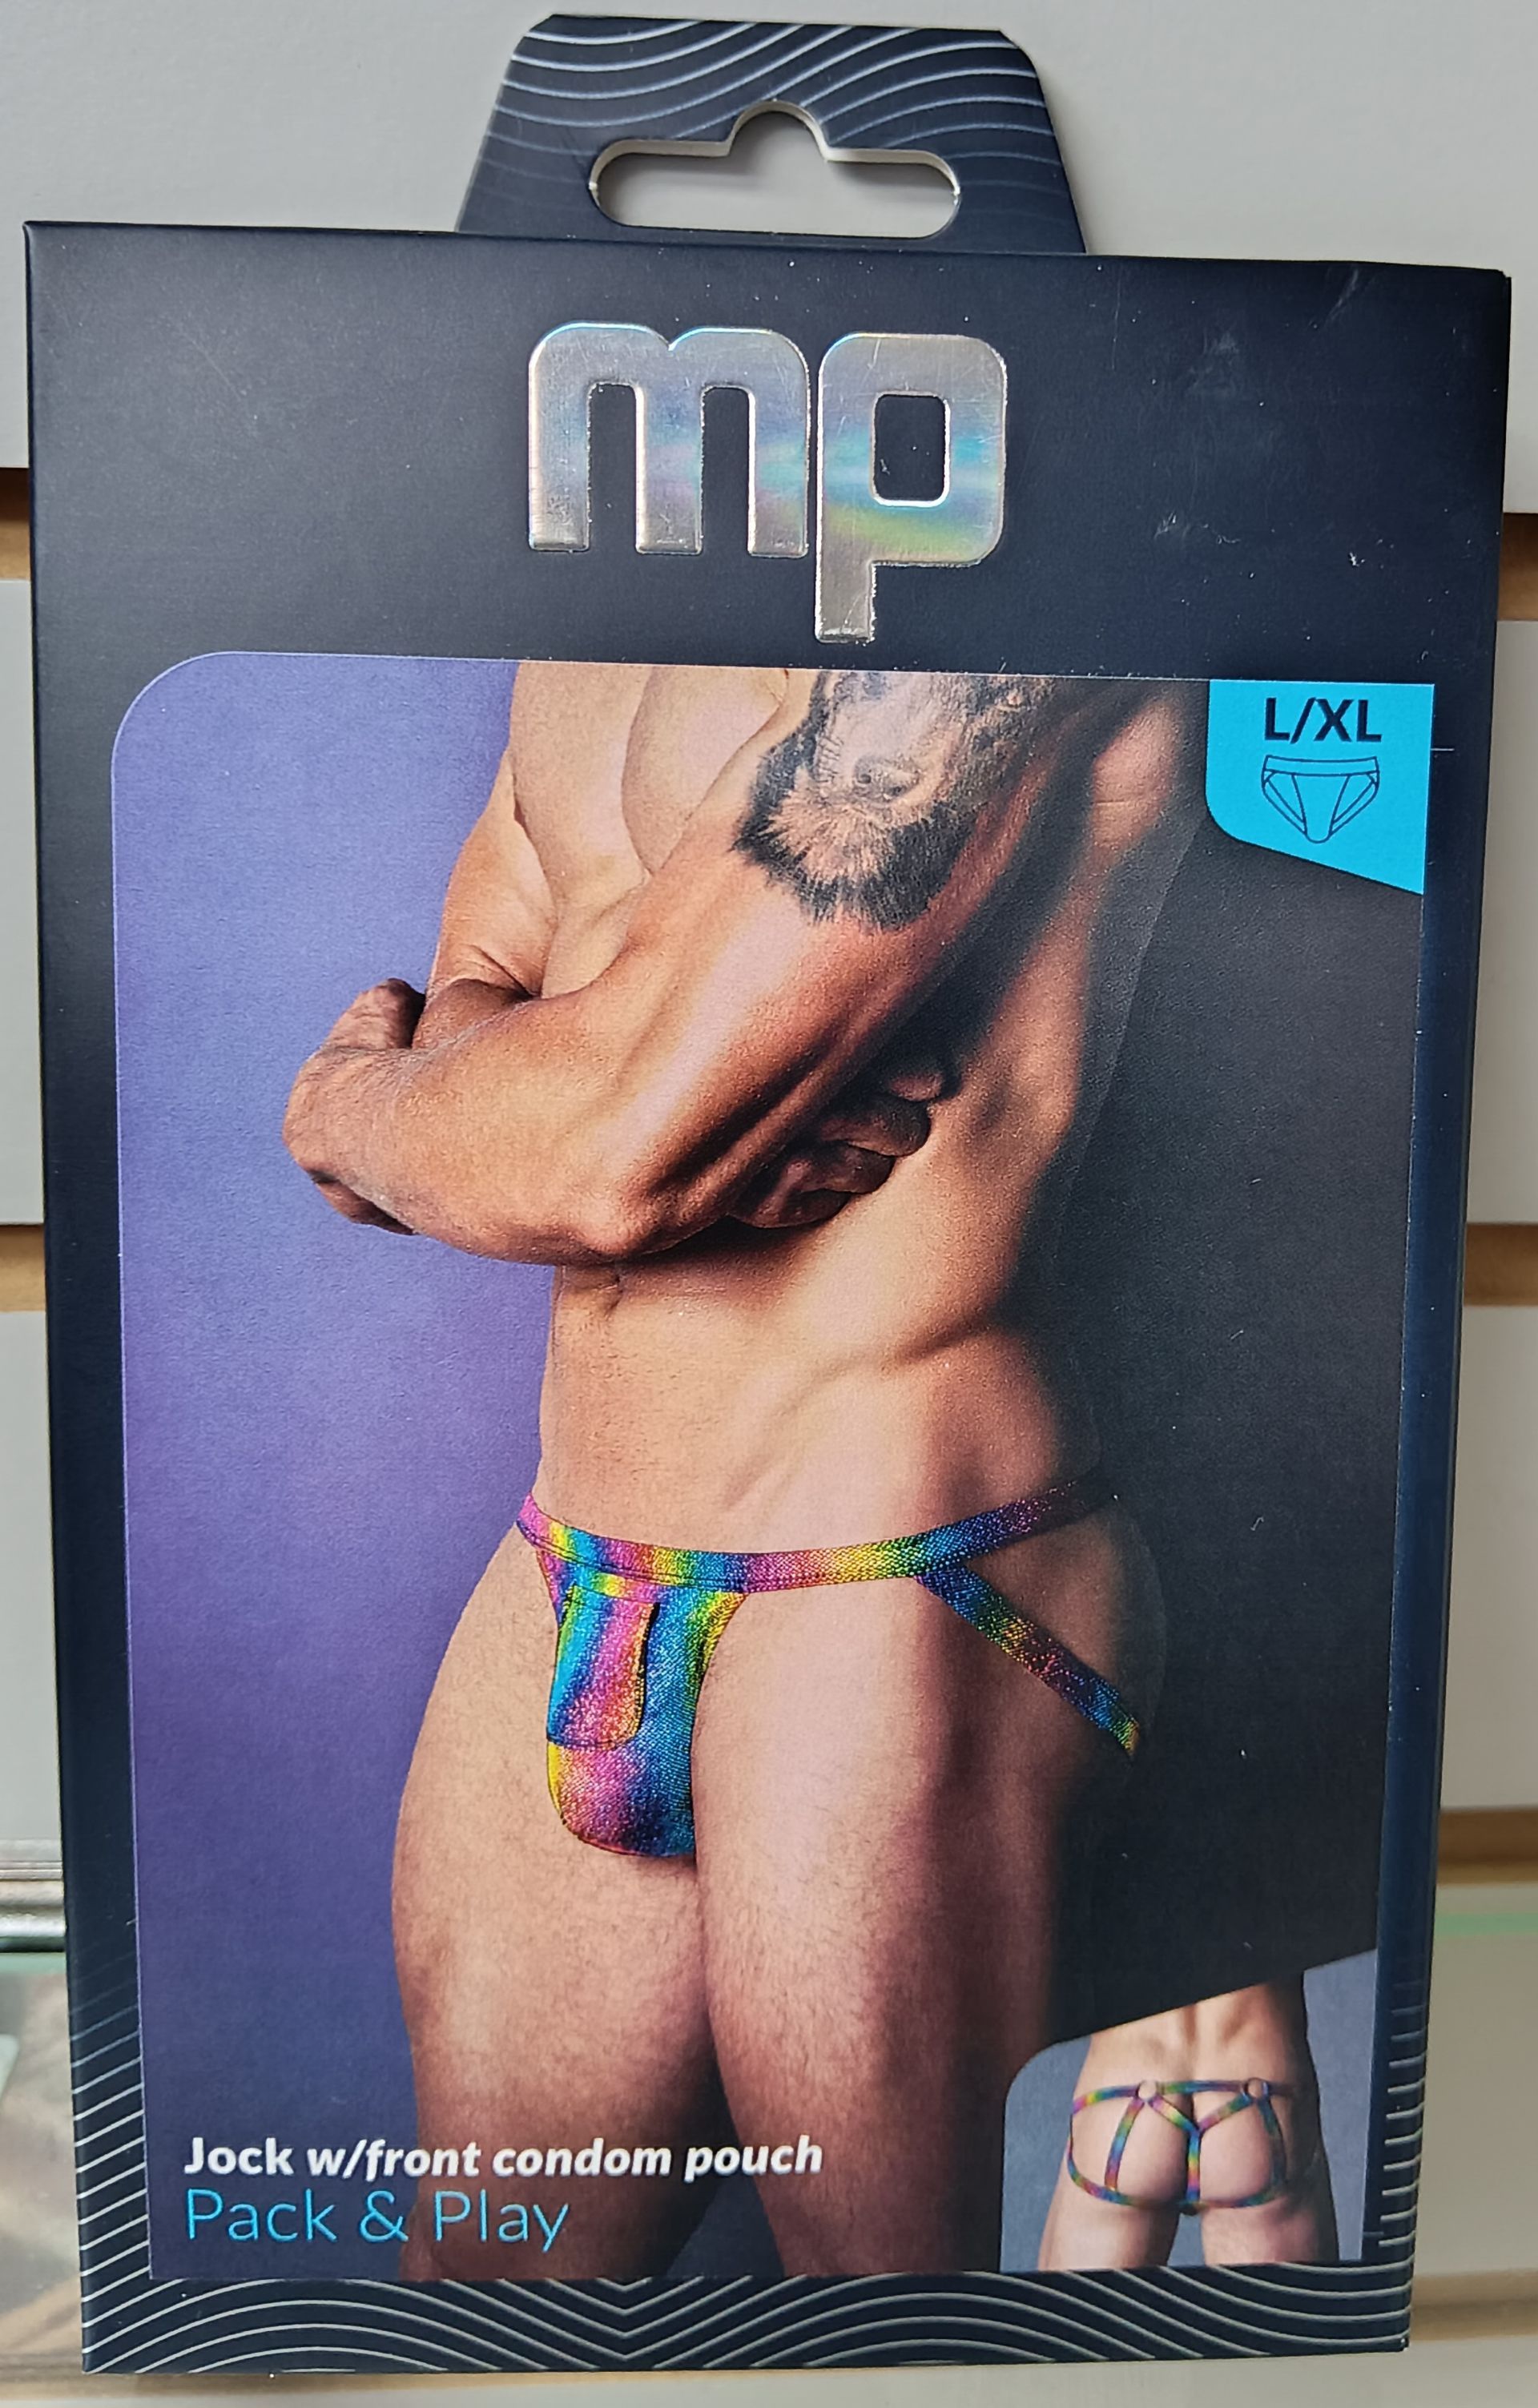 mp
L/XL
Jock w/front condom pouch
Pack & Play